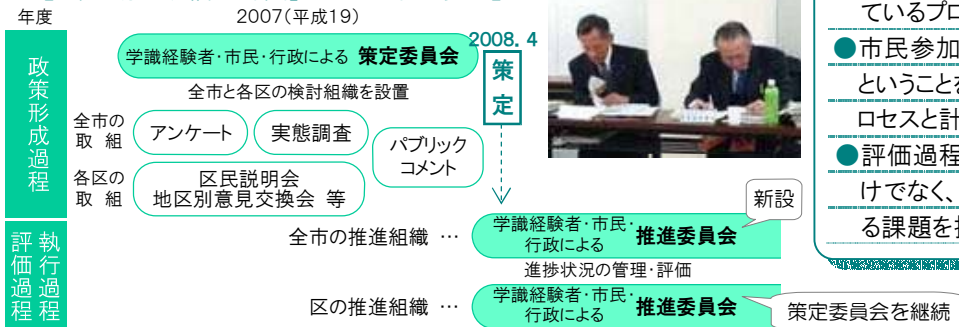 年度
2007(平成19)
政策形成過程
学識経験者・市民・行政による 策定委員会
2008.4
策定
全市と各区の検討組織を設置
全市の
取 組
アンケート
実態調査
パブリック
コメント
各区の
取 組
区民説明会
地区別意見交換会 等
新設
執行過程
評価過程
全市の推進組織 …
学識経験者・市民・
行政による 推進委員会
進捗状況の管理・評価
区の推進組織 …
学識経験者・市民・
行政による 推進委員会
策定委員会を継続
ているプロ
●市民参加
ということを
ロセスと計
●評価過程
けでなく、
る課題を